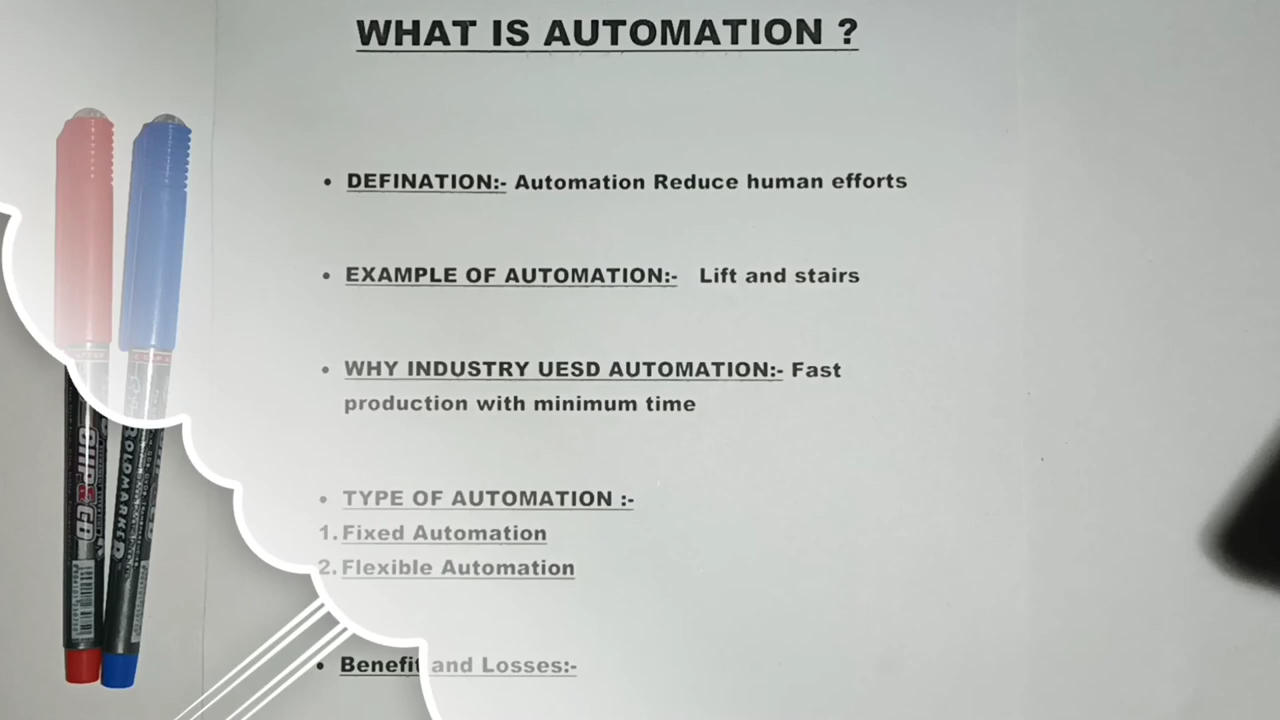 WHAT IS AUTOMATION ?
• DEFINATION:- Automation Reduce human efforts
• EXAMPLE OF AUTOMATION:- Lift and stairs
• WHY INDUSTRY UESD AUTOMATION:- Fast
production with minimum time
• TYPE OF AUTOMATION :-
1. Fixed Automation
2. Flexible Automation
• Benefit and Losses:-